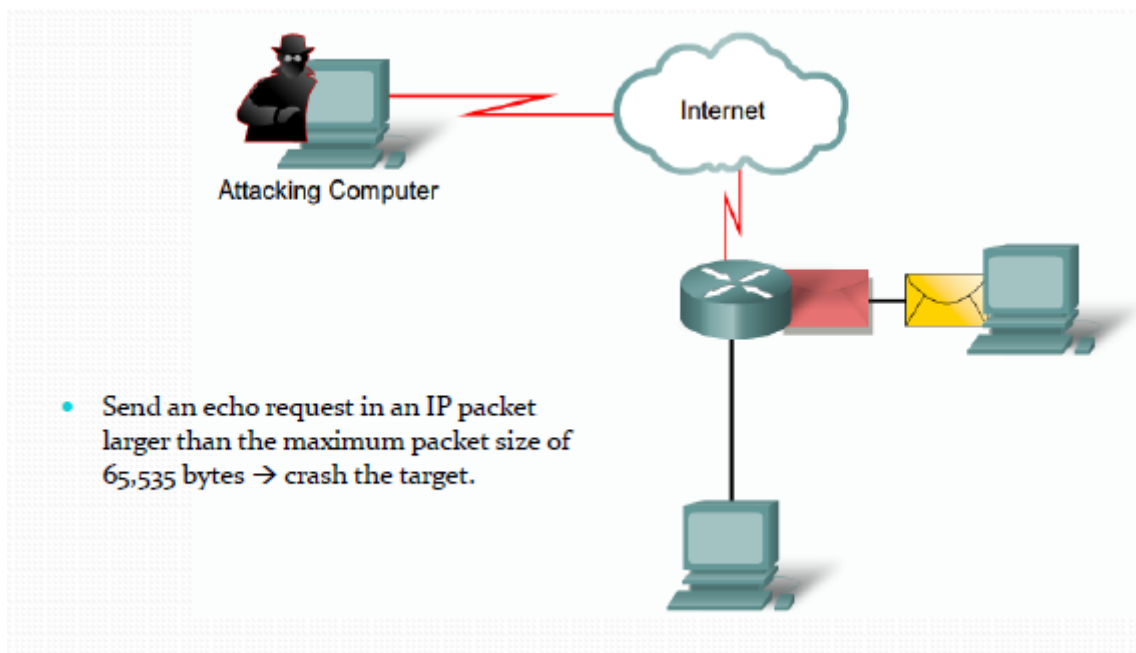 Internet
Attacking Computer
• Send an echo request in an IP packet
larger than the maximum packet size of
65,535 bytes → crash the target.